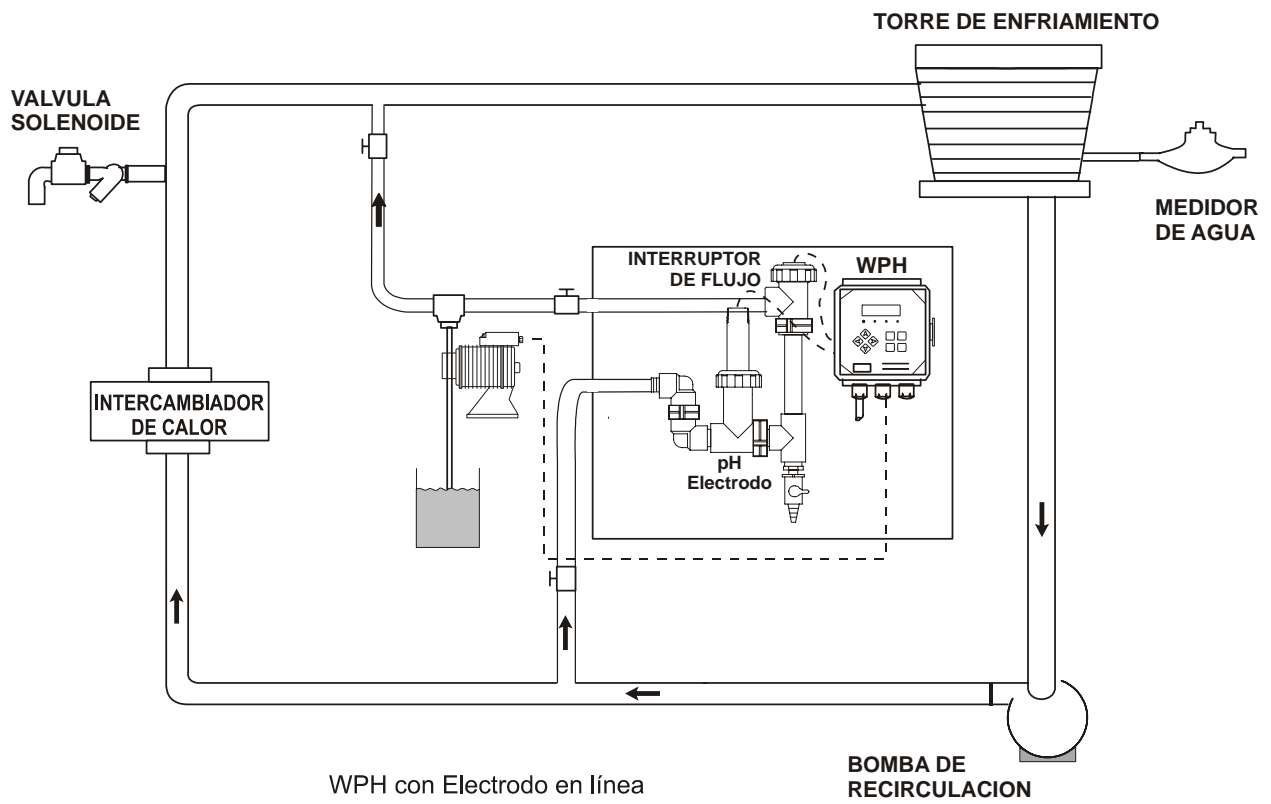 TORRE DE ENFRIAMIENTO
VALVULA
SOLENOIDE
MEDIDOR
DE AGUA
INTERRUPTOR
DE FLUJO
WPH
INTERCAMBIADOR
DE CALOR
pH
Electrodo
WPH con Electrodo en línea
BOMBA DE
RECIRCULACION